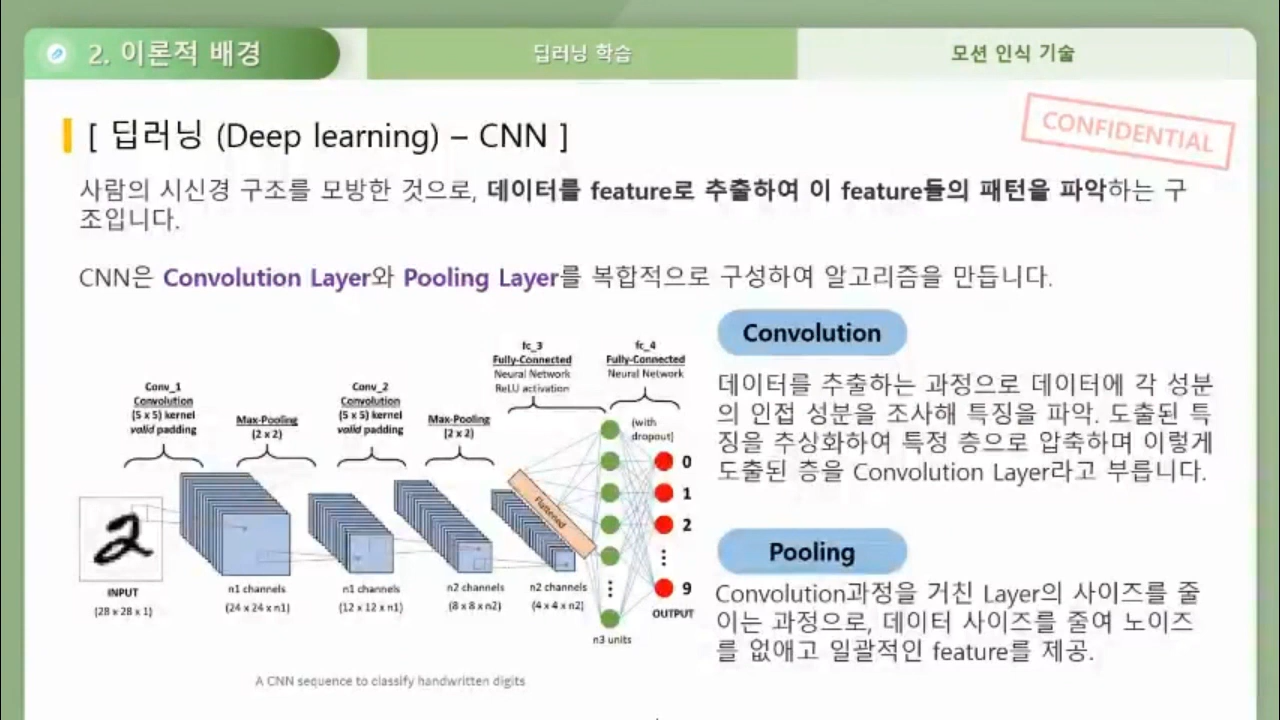 2. 이론적 배경
딥러닝 학습
모션 인식 기술
CONFIDENTIAL
[ 딥러닝 (Deep learning) – CNN ]
사람의 시신경 구조를 모방한 것으로, 데이터를 feature로 추출하여 이 feature들의 패턴을 파악하는 구
조입니다.
CNN은 Convolution Layer와 Pooling Layer를 복합적으로 구성하여 알고리즘을 만듭니다.
Conv_1
Convolution
(5 x 5) kernel
valid padding
Max-Pooling
(2 x 2)
Conv_2
Convolution
(5 x 5) kernel
valid padding
Max-Pooling
(2 x 2)
fc_3
Fully-Connected
Neural Network
ReLU activation
fc_4
Fully-Connected
Neural Network
(with
dropout)
Flattened
2
INPUT
(28 x 28 x 1)
n1 channels
(24 x 24 x n1)
n1 channels
(12 x 12 x n1)
n2 channels
(8 x 8 x n2)
n2 channels
(4 x 4 x n2)
n3 units
0
1
2
9
OUTPUT
A CNN sequence to classify handwritten digits
Convolution
데이터를 추출하는 과정으로 데이터에 각 성분
의 인접 성분을 조사해 특징을 파악. 도출된 특
징을 추상화하여 특정 층으로 압축하며 이렇게
도출된 층을 Convolution Layer라고 부릅니다.
Pooling
Convolution과정을 거친 Layer의 사이즈를 줄
이는 과정으로, 데이터 사이즈를 줄여 노이즈
를 없애고 일괄적인 feature를 제공.